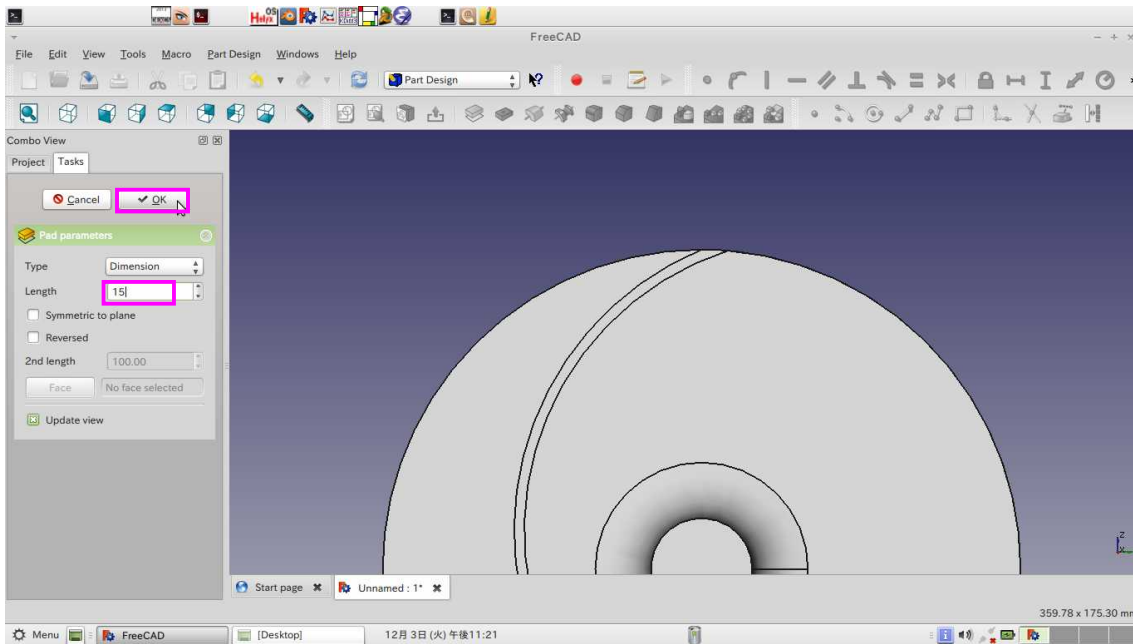 FreeCAD
File Edit View Tools Macro Part Design Windows Help
Part Design
Combo View
Project Tasks
Cancel OK
Pad parameters
Type Dimension
Length 15
Symmetric to plane
Reversed
2nd length 100.00
Face No face selected
Update view
Start page Unnamed : 1*
359.78 x 175.30 mm
Menu FreeCAD [Desktop] 12月 3日 (火) 午後11:21